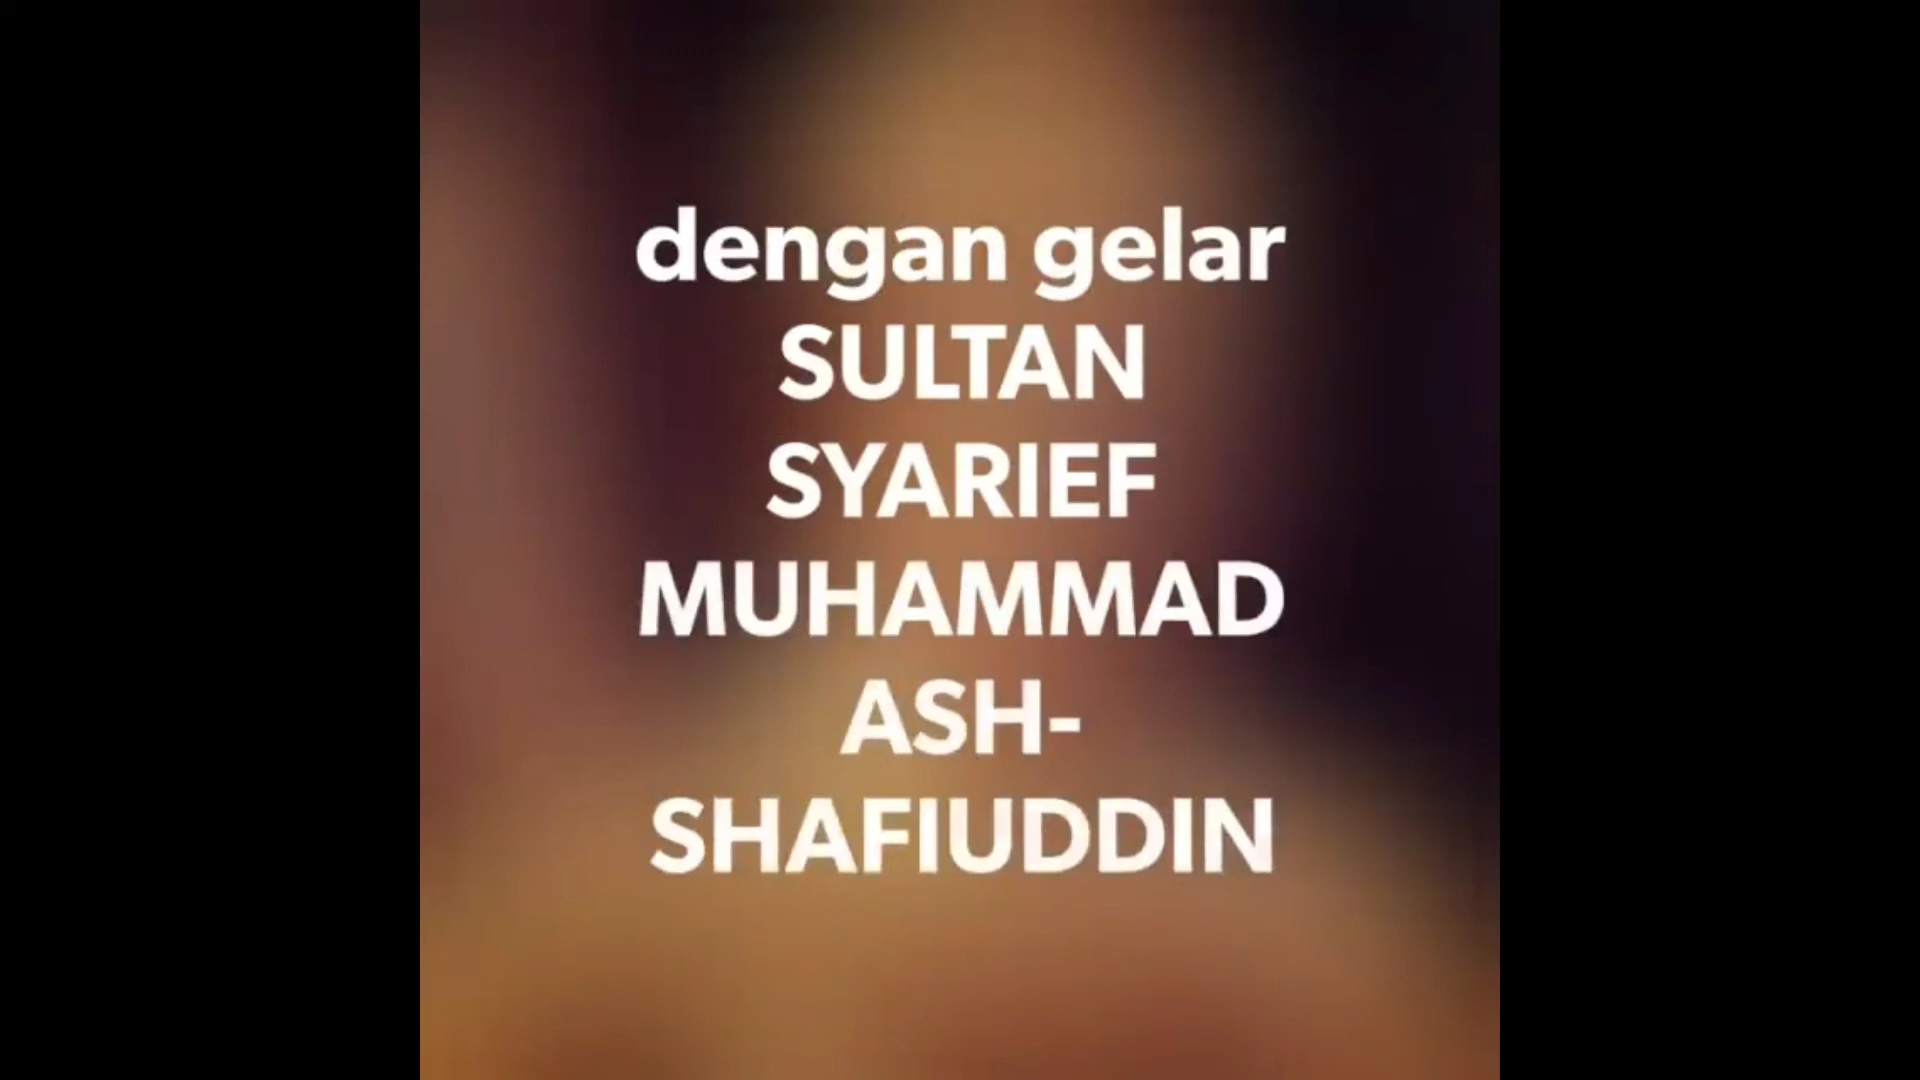 dengan gelar
SULTAN
SYARIEF
MUHAMMAD
ASH-
SHAFIUDDIN